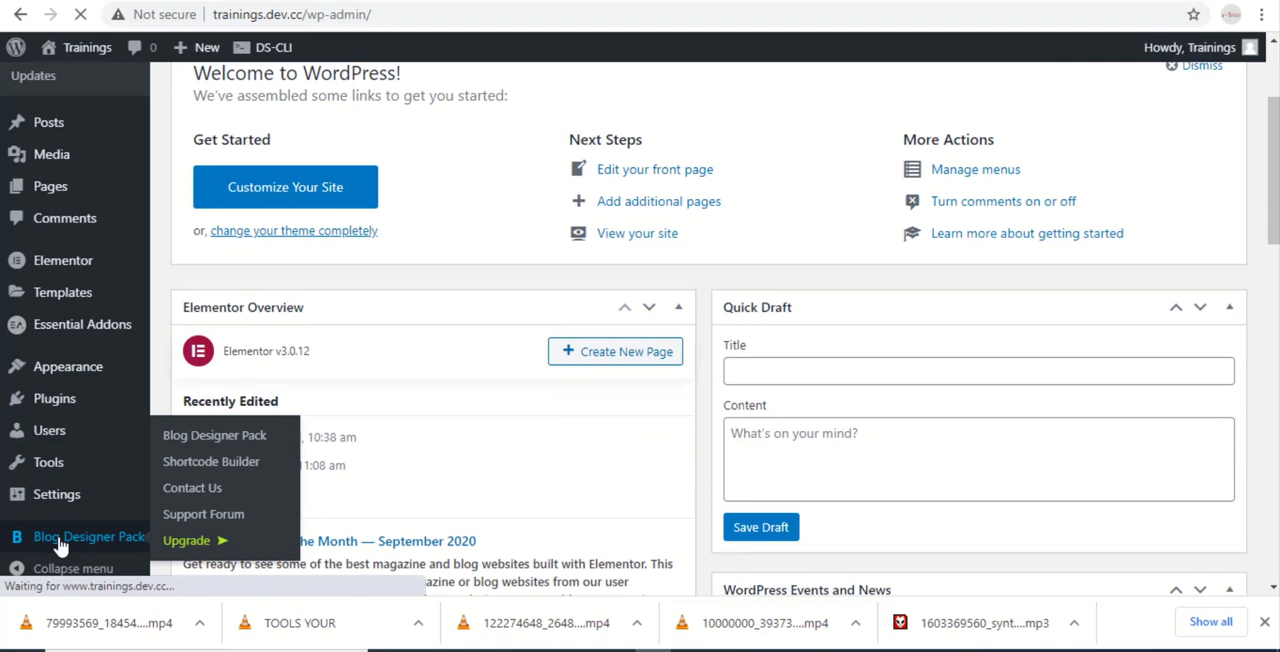 Not secure trainings.dev.cc/wp-admin/
Trainings 0 New DS-CLI Howdy, Trainings
Updates
Posts
Media
Pages
Comments
Elementor
Templates
Essential Addons
Appearance
Plugins
Users
Tools
Settings
Blog Designer Pack
Collapse menu
Blog Designer Pack
Shortcode Builder
Contact Us
Support Forum
Upgrade ➤
Welcome to WordPress!
Dismiss
We've assembled some links to get you started:
Get Started
Customize Your Site
or, change your theme completely
Next Steps
Edit your front page
Add additional pages
View your site
More Actions
Manage menus
Turn comments on or off
Learn more about getting started
Elementor Overview
Elementor v3.0.12
+ Create New Page
Recently Edited
, 10:38 am
11:08 am
he Month — September 2020
Get ready to see some of the best magazine and blog websites built with Elementor. This
azine or blog websites from our user
Quick Draft
Title
Content
What's on your mind?
Save Draft
WordPress Events and News
Waiting for www.trainings.dev.cc...
79993569_18454....mp4
TOOLS YOUR
122274648_2648....mp4
10000000_39373....mp4
1603369560_synt....mp3
Show all